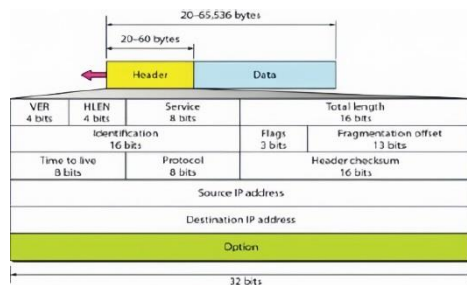 20–65,536 bytes
20–60 bytes
Header Data
VER HLEN Service Total length
4 bits 4 bits 8 bits 16 bits
Identification Flags Fragmentation offset
16 bits 3 bits 13 bits
Time to live Protocol Header checksum
8 bits 8 bits 16 bits
Source IP address
Destination IP address
Option
32 bits